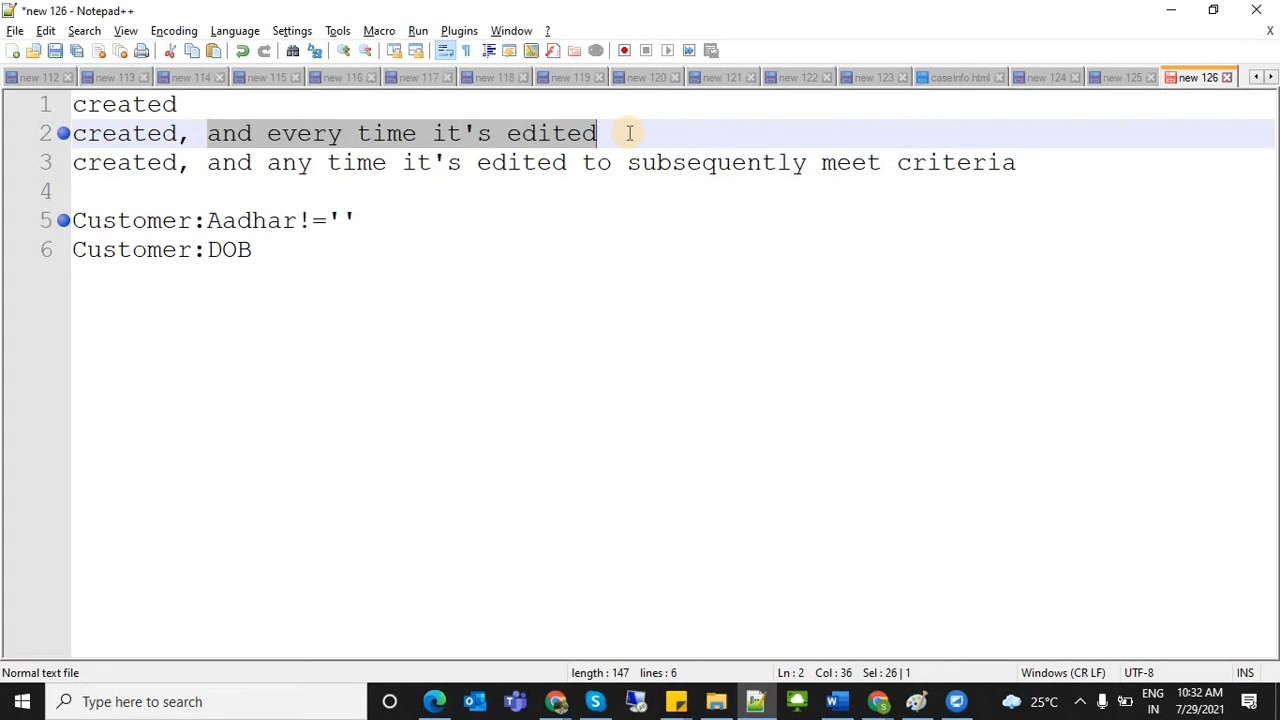 *new 126 - Notepad++
File Edit Search View Encoding Language Settings Tools Macro Run Plugins Window ?
X
new 112 new 113 new 114 new 115 new 116 new 117 new 118 new 119 new 120 new 121 new 122 new 123 caseInfo.html new 124 new 125 new 126
1 created
2 created, and every time it's edited
3 created, and any time it's edited to subsequently meet criteria
4
5 Customer:Aadhar!=''
6 Customer:DOB
Normal text file length : 147 lines : 6 Ln : 2 Col : 36 Sel : 26 | 1 Windows (CR LF) UTF-8 INS
Type here to search 25°C ENG IN 10:32 AM 7/29/2021